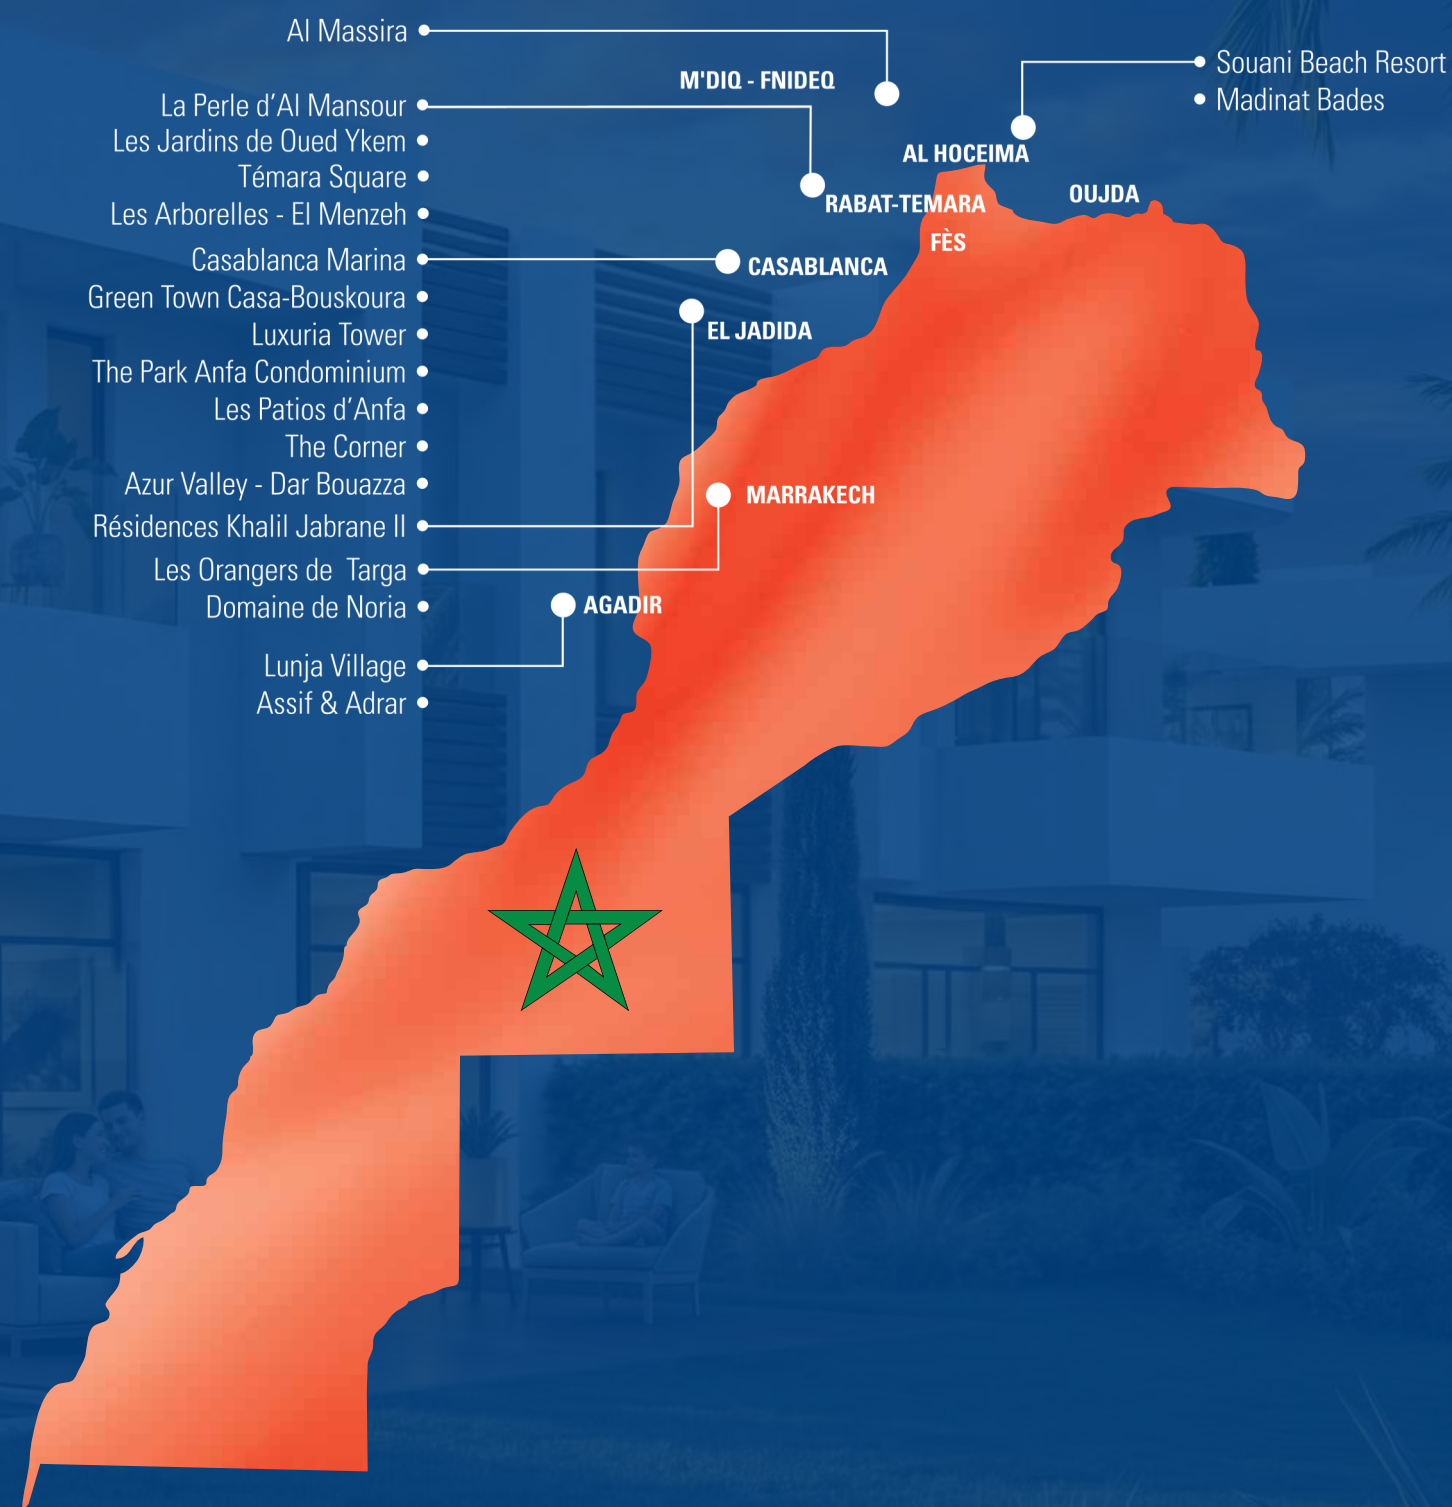 Al Massira
La Perle d'Al Mansour
Les Jardins de Oued Ykem
Témara Square
Les Arborelles - El Menzeh
Casablanca Marina
Green Town Casa-Bouskoura
Luxuria Tower
The Park Anfa Condominium
Les Patios d'Anfa
The Corner
Azur Valley - Dar Bouazza
Résidences Khalil Jabrane II
Les Orangers de Targa
Domaine de Noria
Lunja Village
Assif & Adrar
M'DIQ - FNIDEQ
Souani Beach Resort
Madinat Bades
AL HOCEIMA
OUJDA
RABAT-TEMARA
FÈS
CASABLANCA
EL JADIDA
MARRAKECH
AGADIR